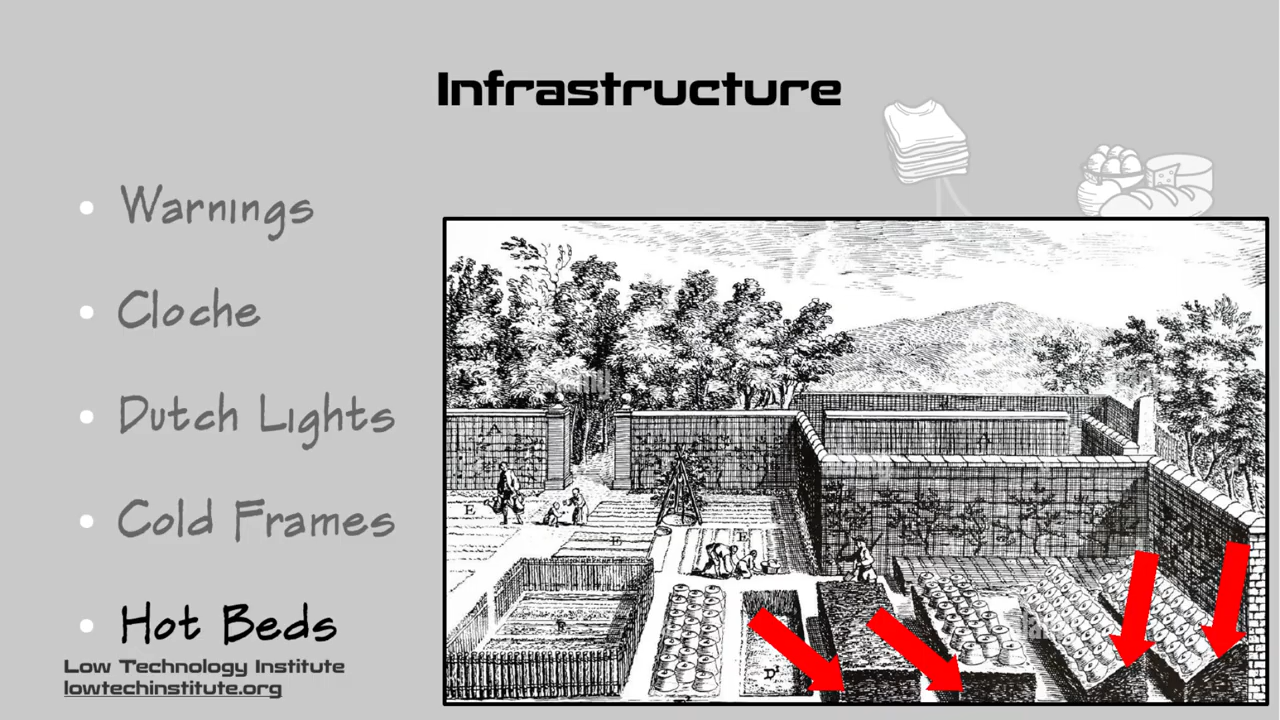 Infrastructure
Warnings
Cloche
Dutch Lights
Cold Frames
Hot Beds
Low Technology Institute
lowtechinstitute.org
A
A
E
E
B
B
D